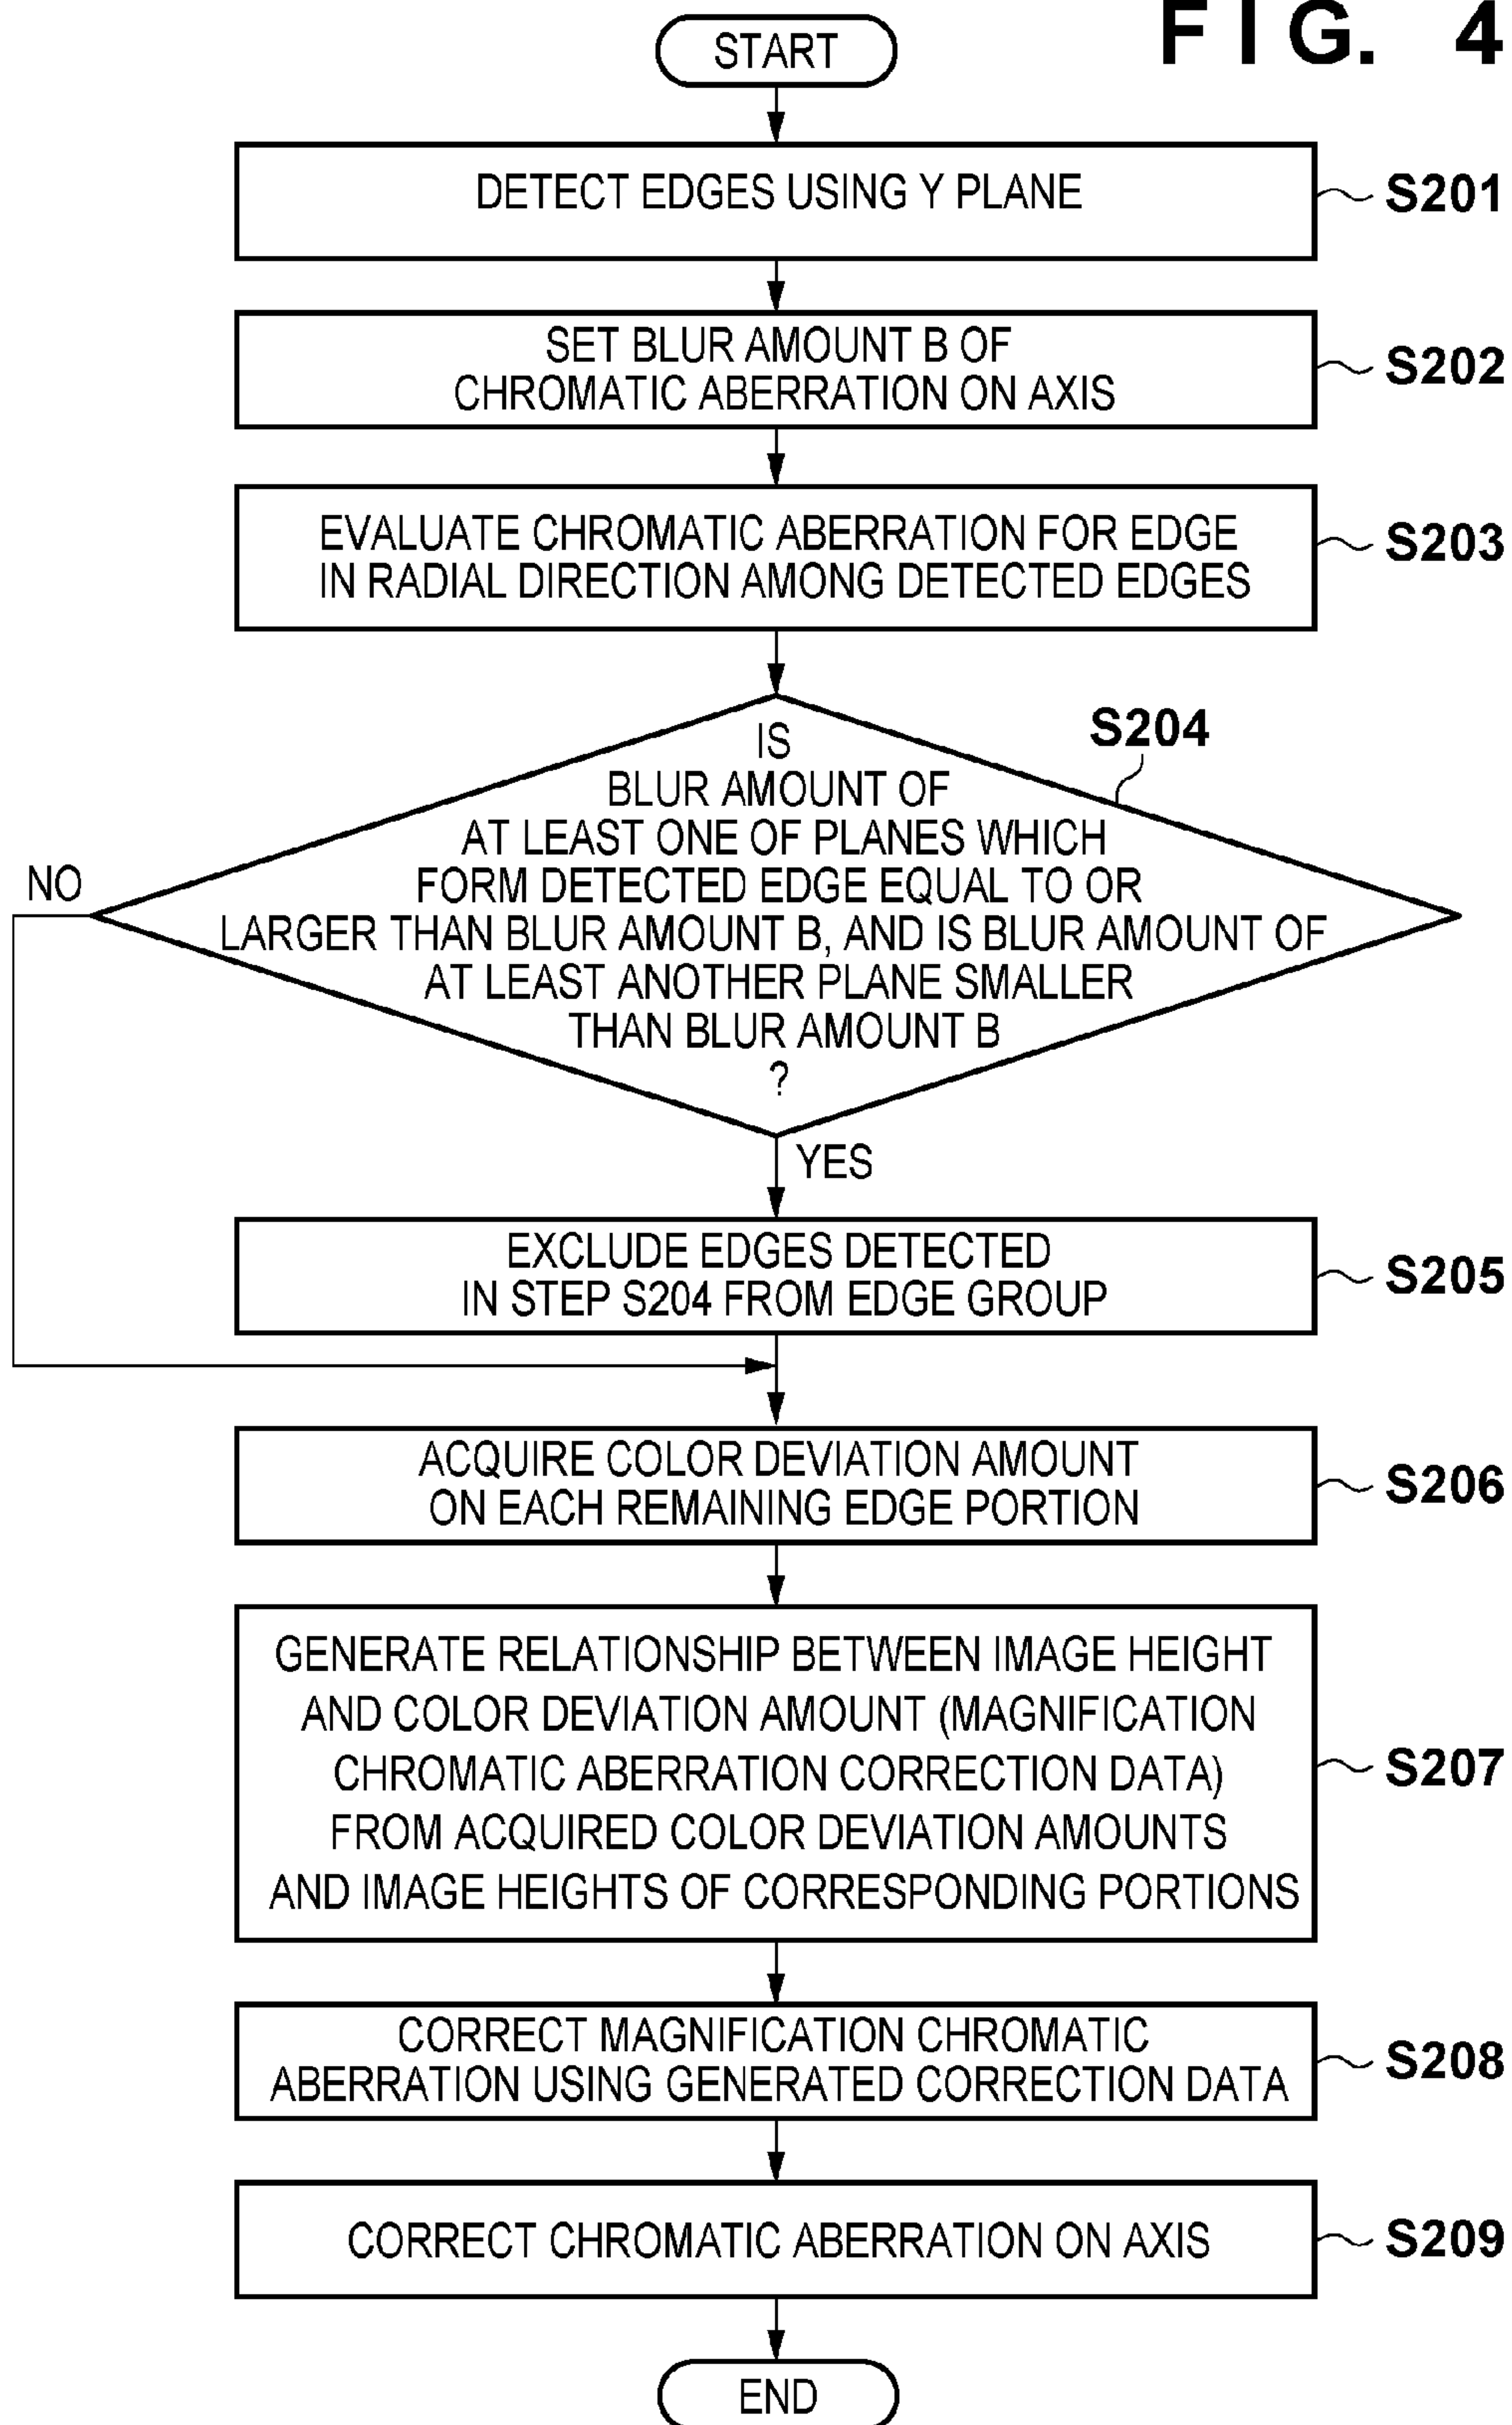 FIG. 4
START
DETECT EDGES USING Y PLANE
S201
SET BLUR AMOUNT B OF
CHROMATIC ABERRATION ON AXIS
S202
EVALUATE CHROMATIC ABERRATION FOR EDGE
IN RADIAL DIRECTION AMONG DETECTED EDGES
S203
S204
IS
BLUR AMOUNT OF
AT LEAST ONE OF PLANES WHICH
FORM DETECTED EDGE EQUAL TO OR
LARGER THAN BLUR AMOUNT B, AND IS BLUR AMOUNT OF
AT LEAST ANOTHER PLANE SMALLER
THAN BLUR AMOUNT B
?
NO
YES
EXCLUDE EDGES DETECTED
IN STEP S204 FROM EDGE GROUP
S205
ACQUIRE COLOR DEVIATION AMOUNT
ON EACH REMAINING EDGE PORTION
S206
GENERATE RELATIONSHIP BETWEEN IMAGE HEIGHT
AND COLOR DEVIATION AMOUNT (MAGNIFICATION
CHROMATIC ABERRATION CORRECTION DATA)
FROM ACQUIRED COLOR DEVIATION AMOUNTS
AND IMAGE HEIGHTS OF CORRESPONDING PORTIONS
S207
CORRECT MAGNIFICATION CHROMATIC
ABERRATION USING GENERATED CORRECTION DATA
S208
CORRECT CHROMATIC ABERRATION ON AXIS
S209
END